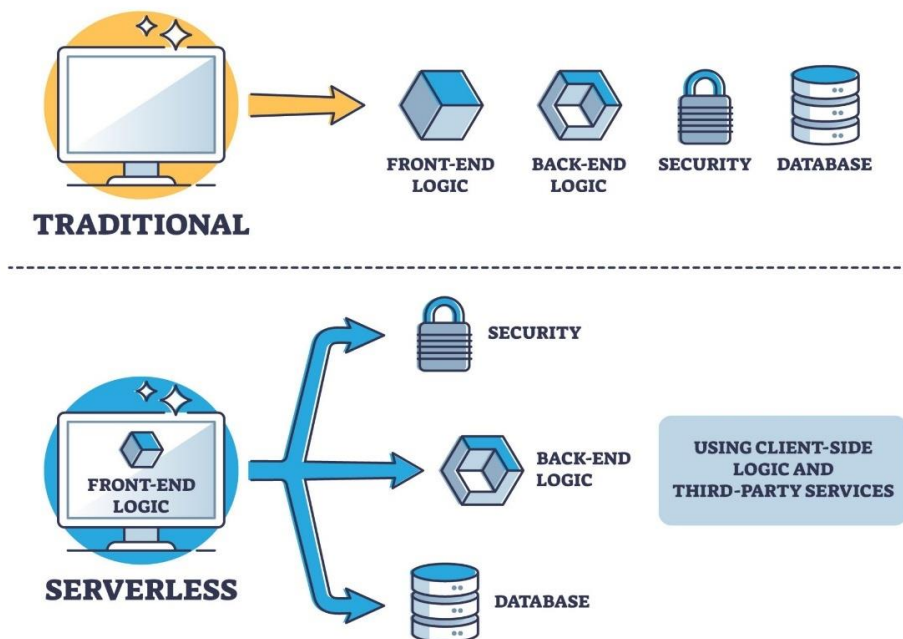 FRONT-END
LOGIC
BACK-END
LOGIC
SECURITY
DATABASE
TRADITIONAL
SECURITY
FRONT-END
LOGIC
BACK-END
LOGIC
USING CLIENT-SIDE
LOGIC AND
THIRD-PARTY SERVICES
DATABASE
SERVERLESS